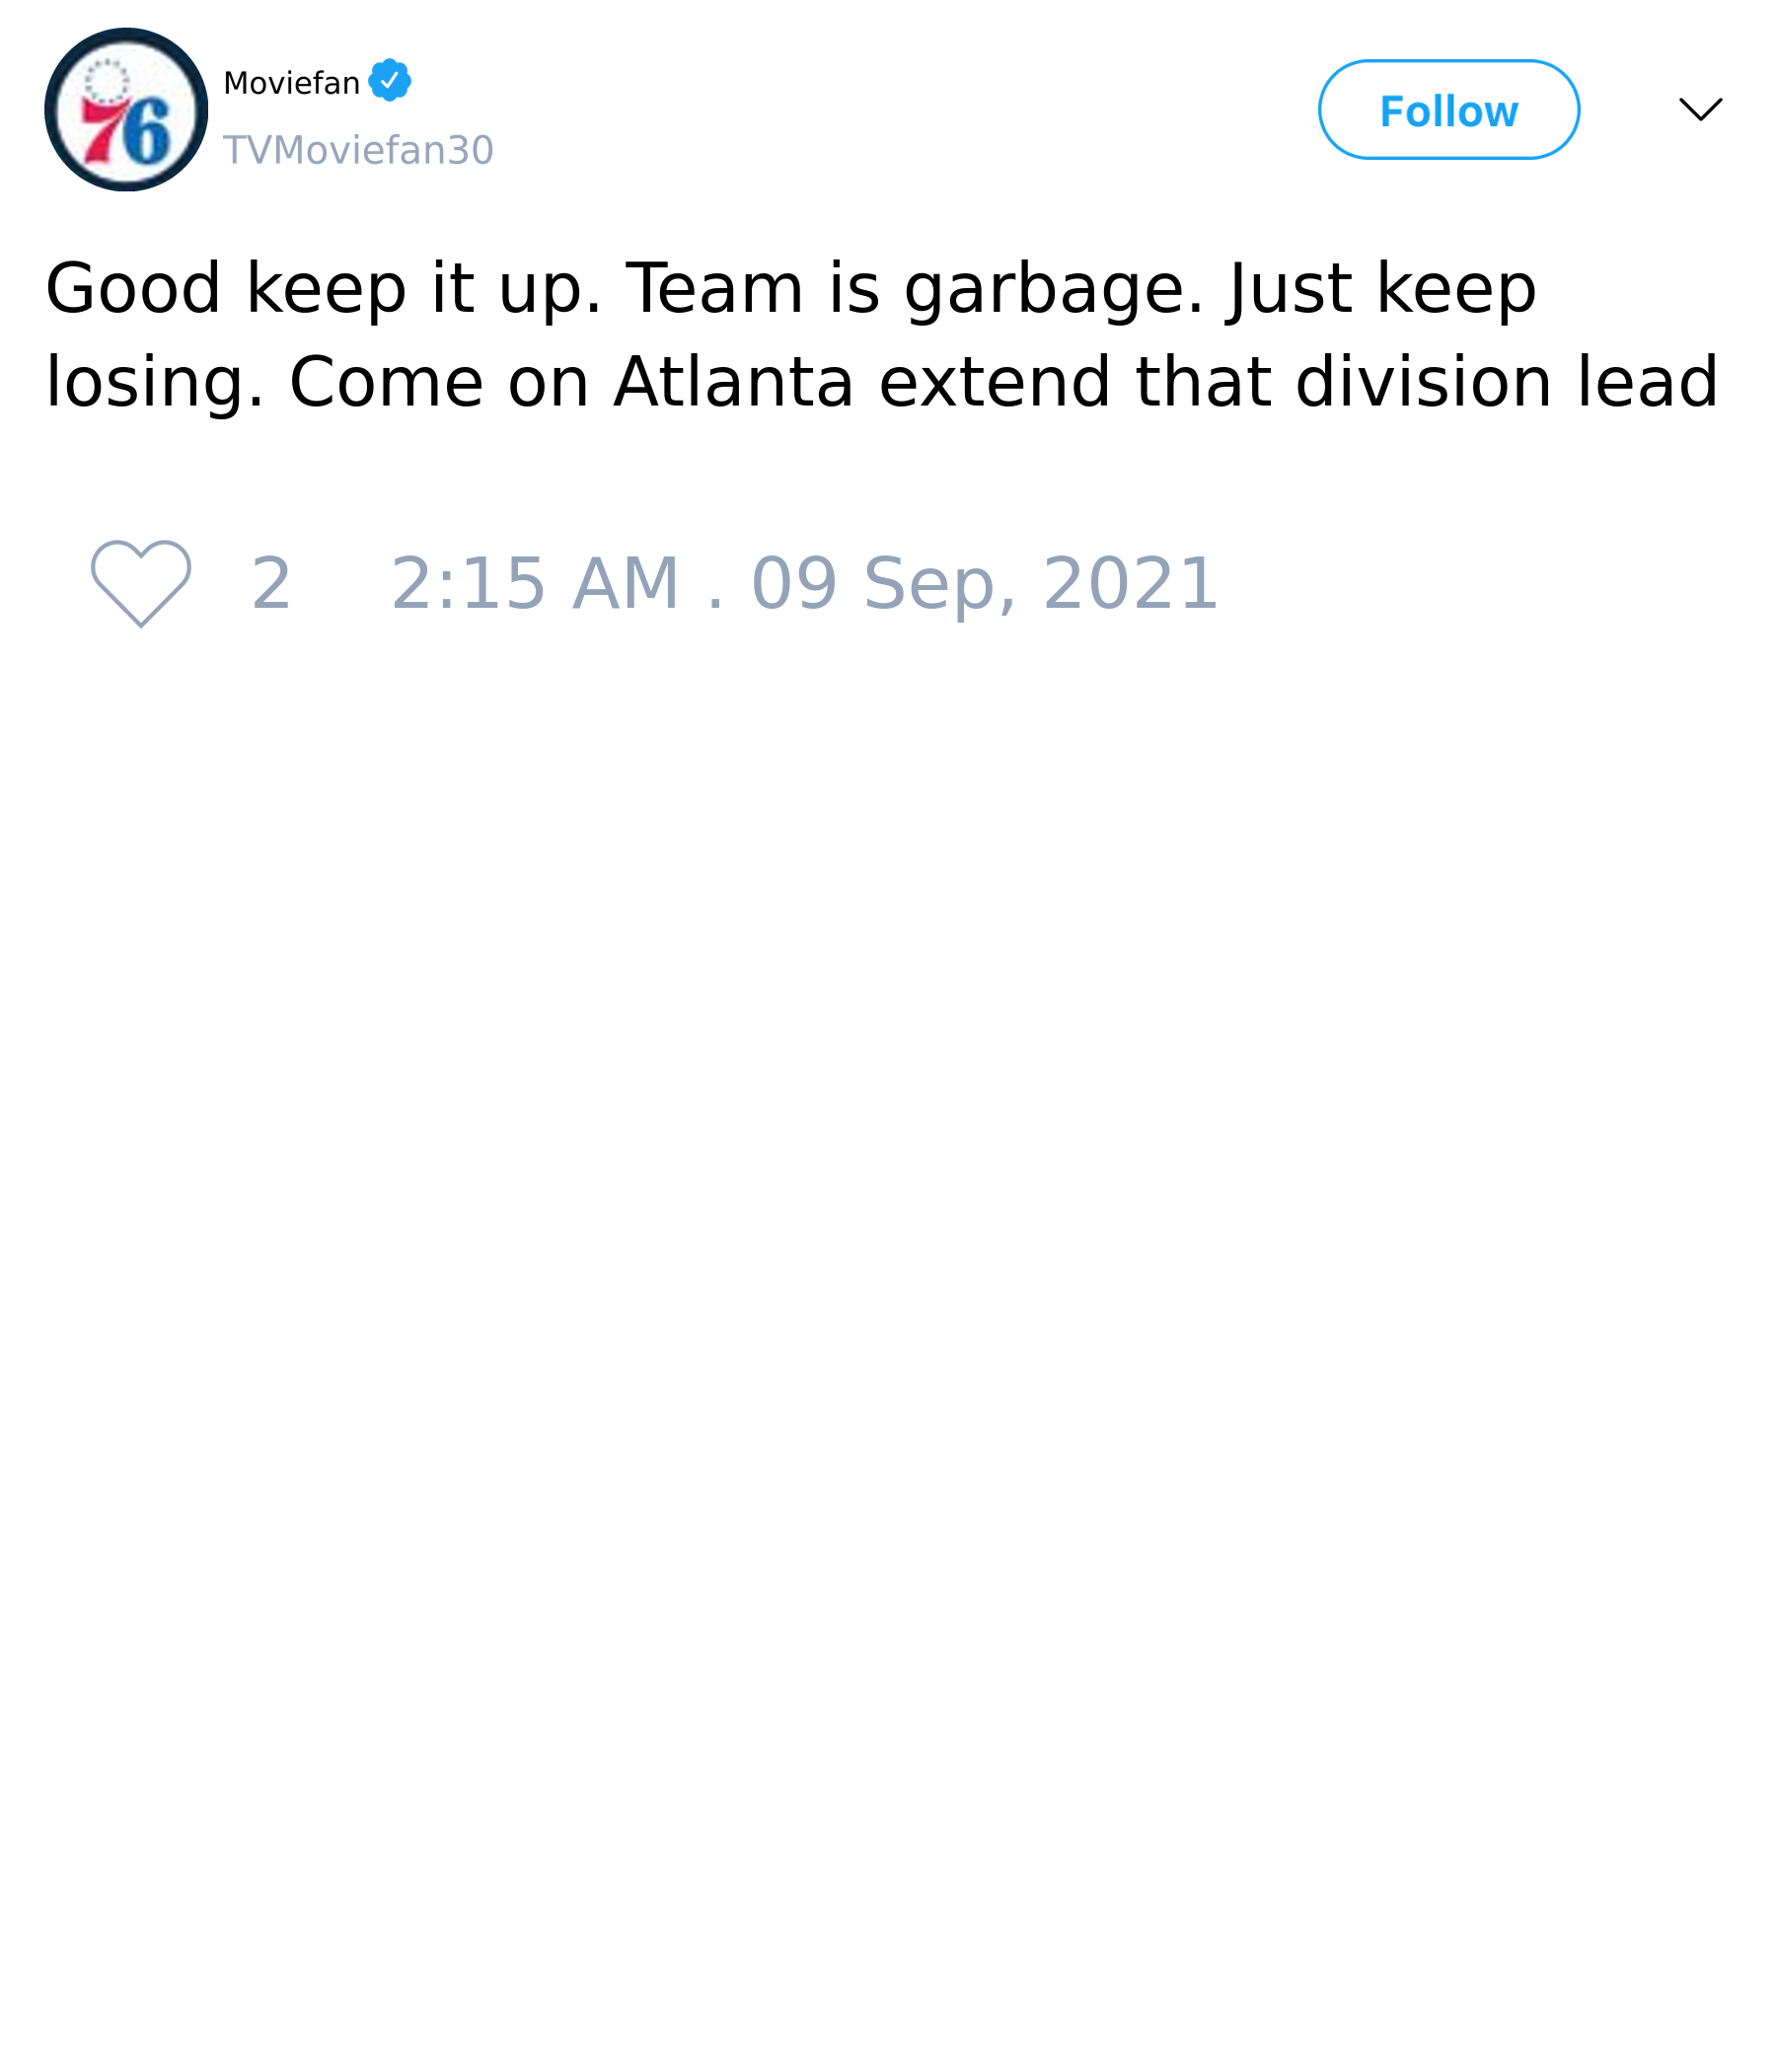 76
Moviefan
TVMoviefan30
Follow
Good keep it up. Team is garbage. Just keep
losing. Come on Atlanta extend that division lead
2 2:15 AM . 09 Sep, 2021